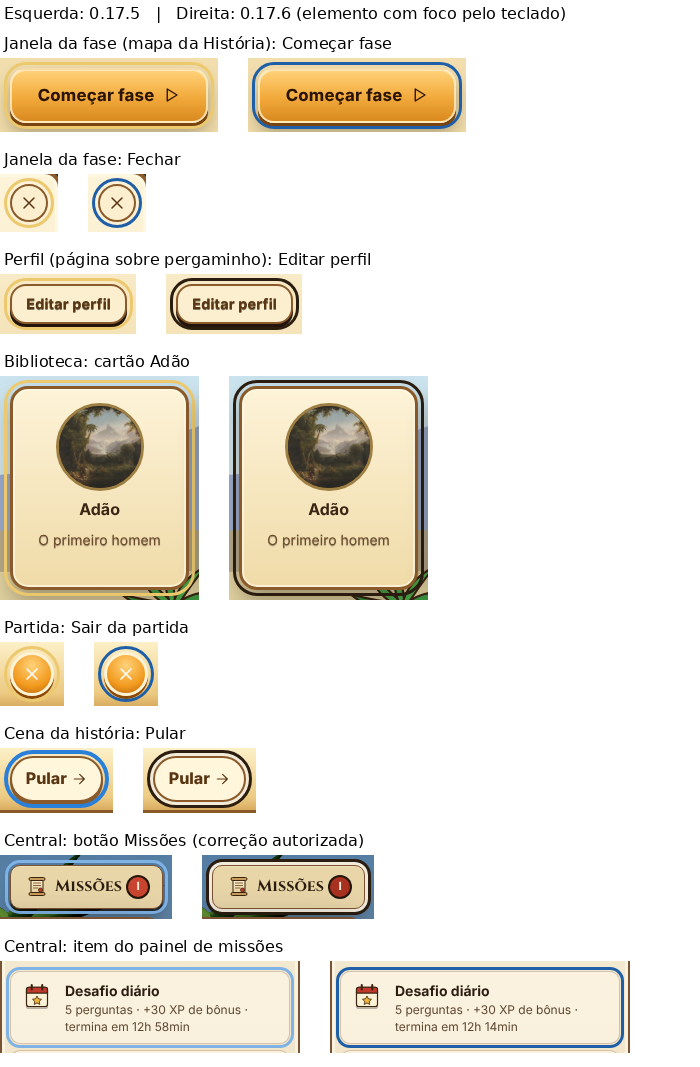 Esquerda: 0.17.5 | Direita: 0.17.6 (elemento com foco pelo teclado)
Janela da fase (mapa da História): Começar fase
Começar fase Começar fase
Janela da fase: Fechar
Perfil (página sobre pergaminho): Editar perfil
Editar perfil Editar perfil
Biblioteca: cartão Adão
Adão Adão
O primeiro homem O primeiro homem
Partida: Sair da partida
Cena da história: Pular
Pular → Pular →
Central: botão Missões (correção autorizada)
Missões 1 Missões 1
Central: item do painel de missões
Desafio diário Desafio diário
5 perguntas · +30 XP de bônus · 5 perguntas · +30 XP de bônus ·
termina em 12h 58min termina em 12h 14min